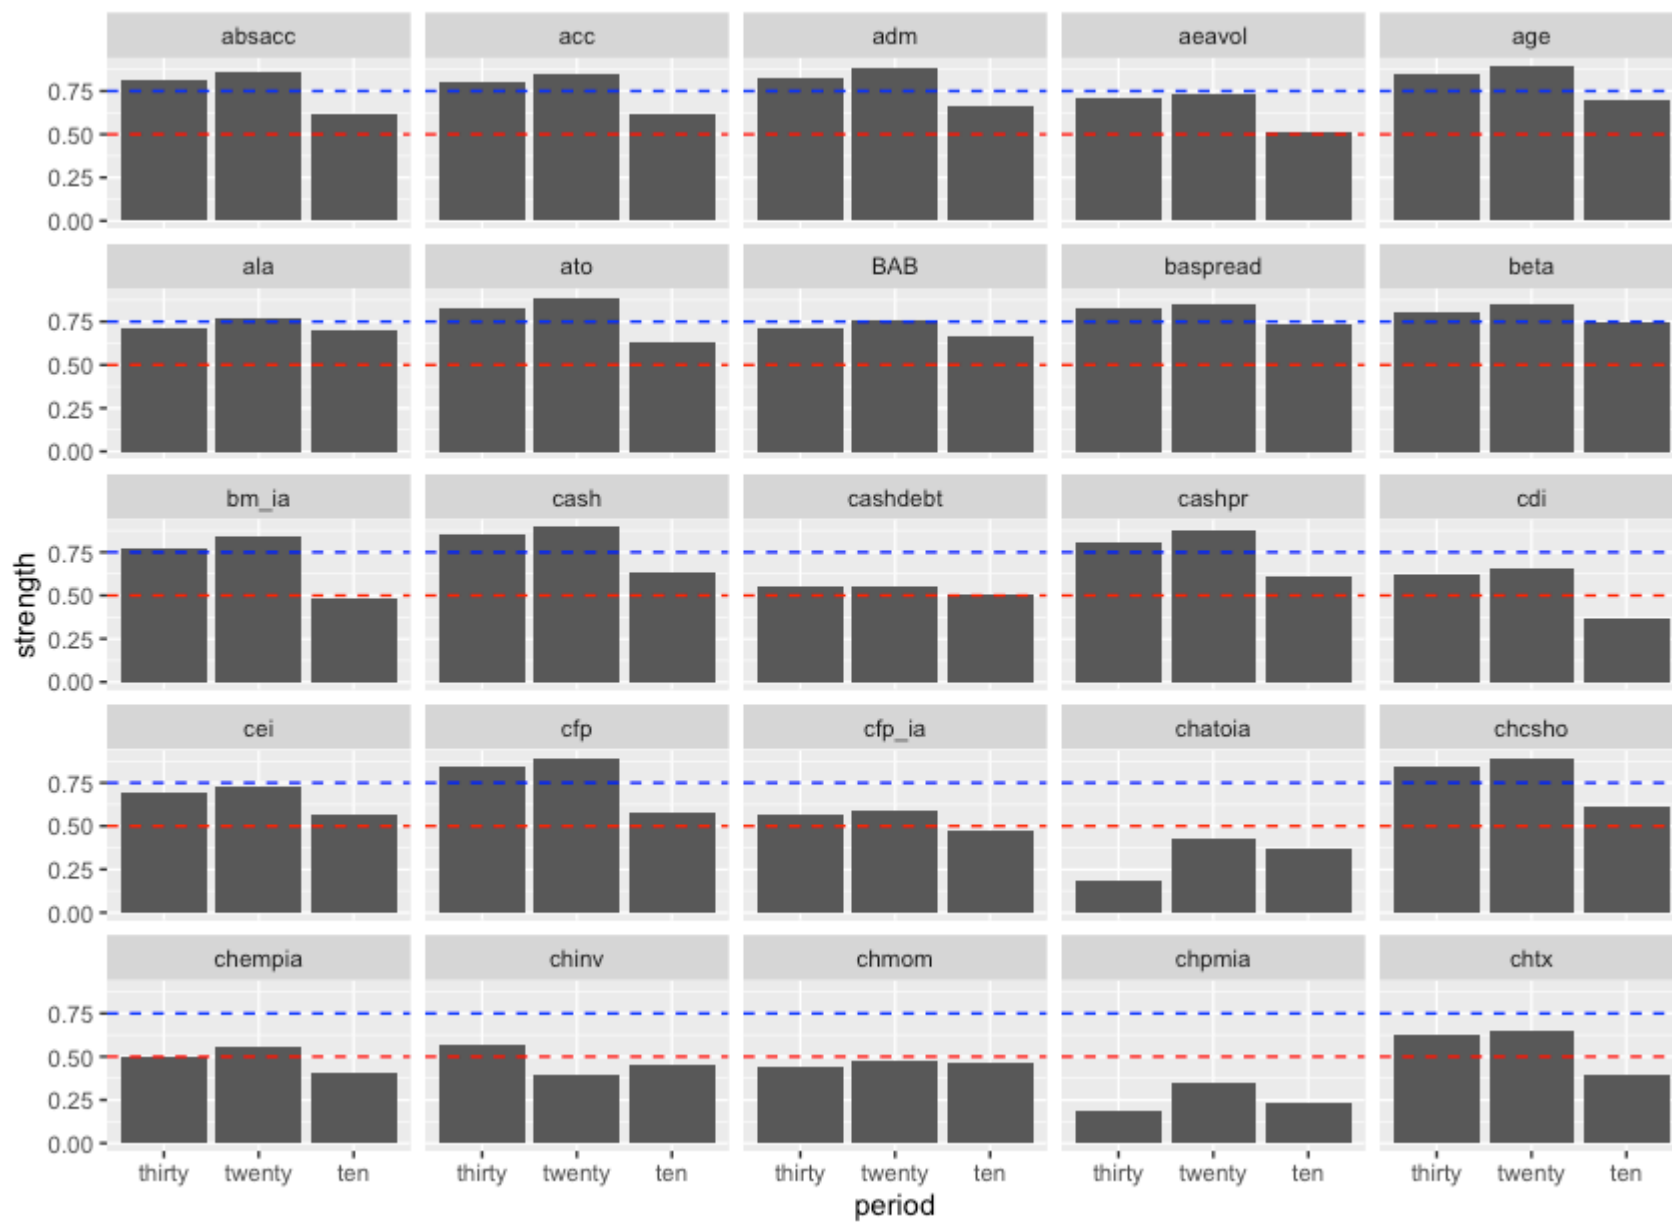 absacc acc adm aeavol age
0.75
0.50
0.25
0.00
ala ato BAB baspread beta
0.75
0.50
0.25
0.00
bm_ia cash cashdebt cashpr cdi
0.75
0.50
0.25
0.00
strength
cei cfp cfp_ia chatoia chcsho
0.75
0.50
0.25
0.00
chempia chinv chmom chpmia chtx
0.75
0.50
0.25
0.00
thirty twenty ten thirty twenty ten thirty twenty ten thirty twenty ten thirty twenty ten
period